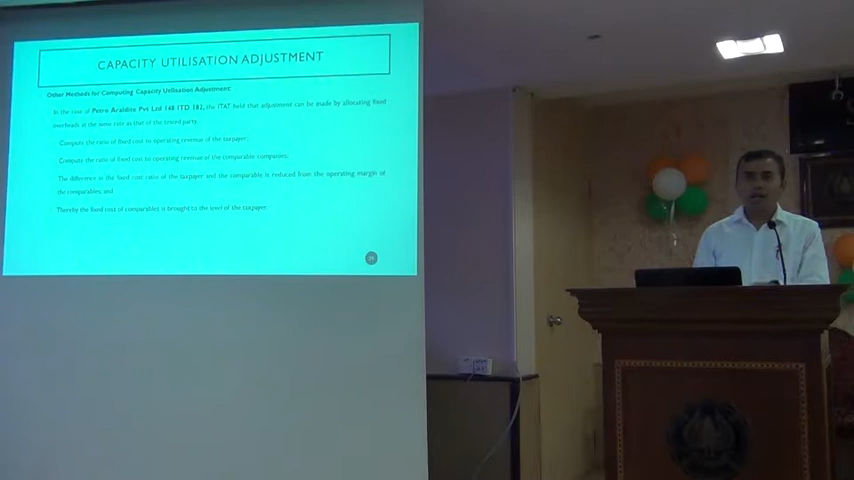 CAPACITY UTILISATION ADJUSTMENT
Other Methods for Computing Capacity Utilisation Adjustment:
In the case of Petro Araldite Pvt Ltd 148 ITD 182, the ITAT held that adjustment can be made by allocating fixed
overheads at the same rate as that of the tested party.
Compute the ratio of fixed cost to operating revenue of the taxpayer;
Compute the ratio of fixed cost to operating revenue of the comparable companies;
The difference in the fixed cost ratio of the taxpayer and the comparable is reduced from the operating margin of
the comparables; and
Thereby the fixed cost of comparables is brought to the level of the taxpayer.